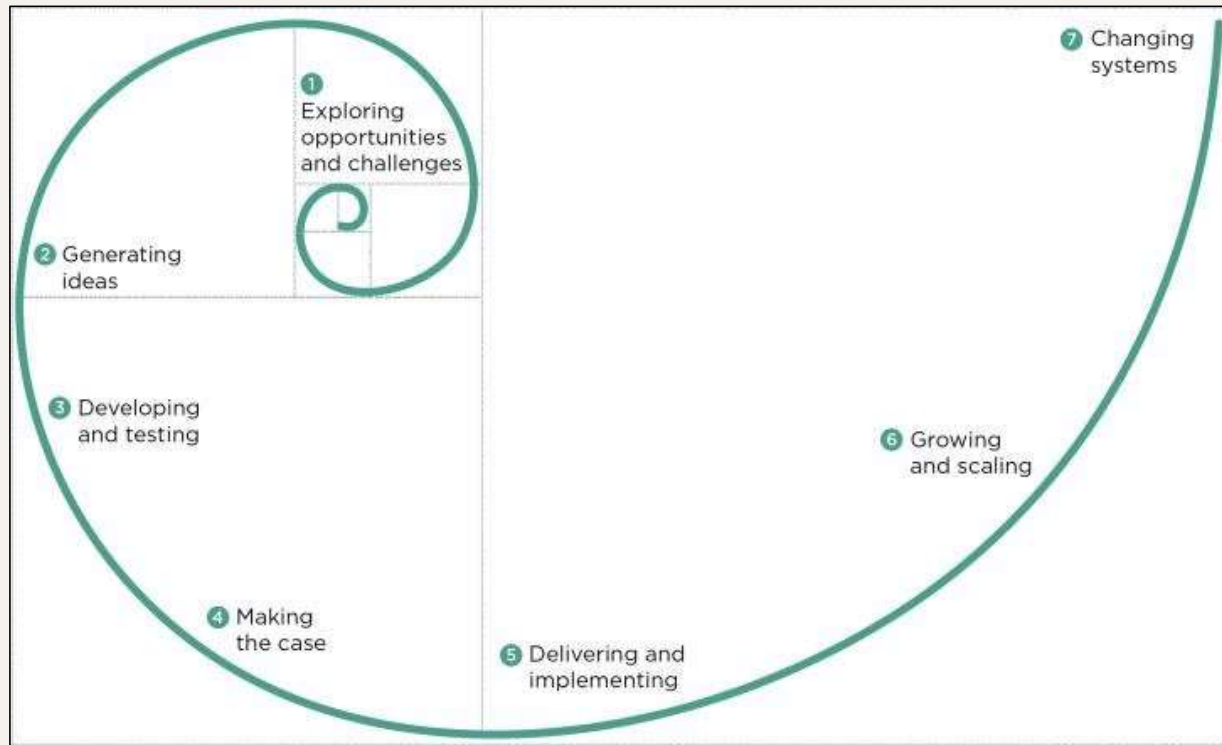 1
Exploring
opportunities
and challenges
2 Generating
ideas
3 Developing
and testing
4 Making
the case
5 Delivering and
implementing
6 Growing
and scaling
7 Changing
systems